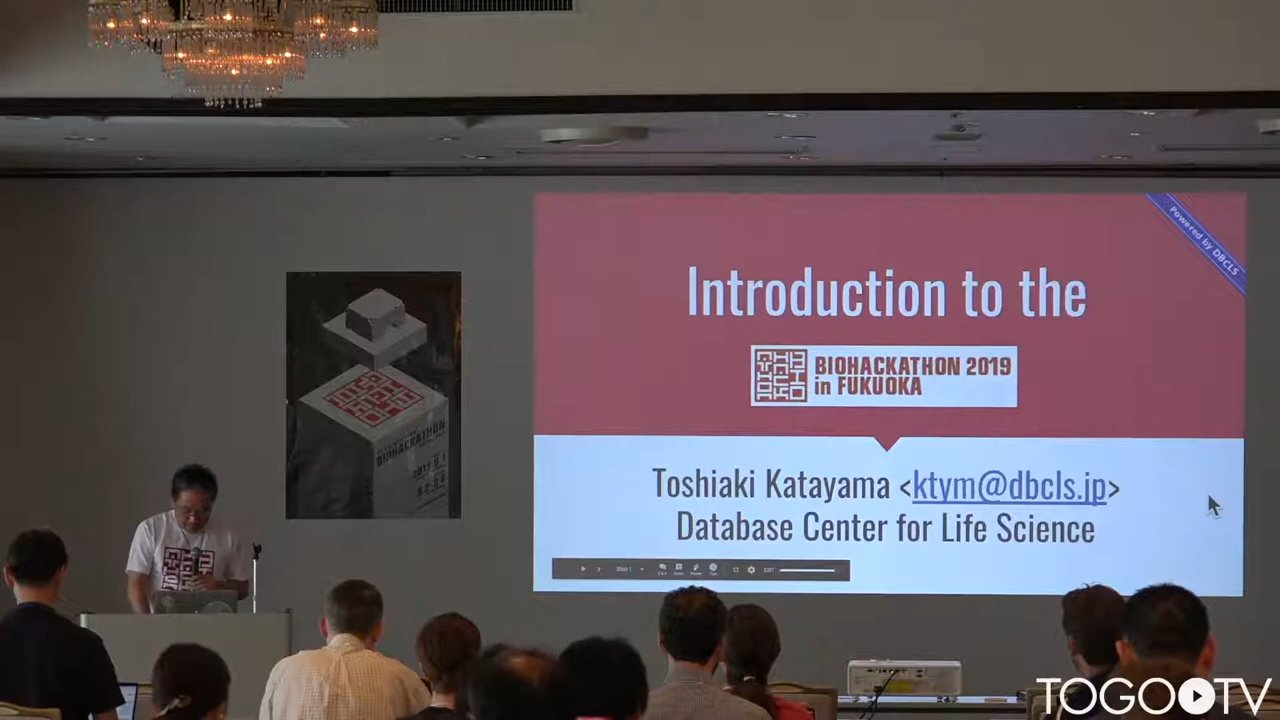 Powered by DBCLS
Introduction to the
BIOHACKATHON 2019
in FUKUOKA
Toshiaki Katayama <ktym@dbcls.jp>
Database Center for Life Science
BIOHACKATHON
TOGO TV